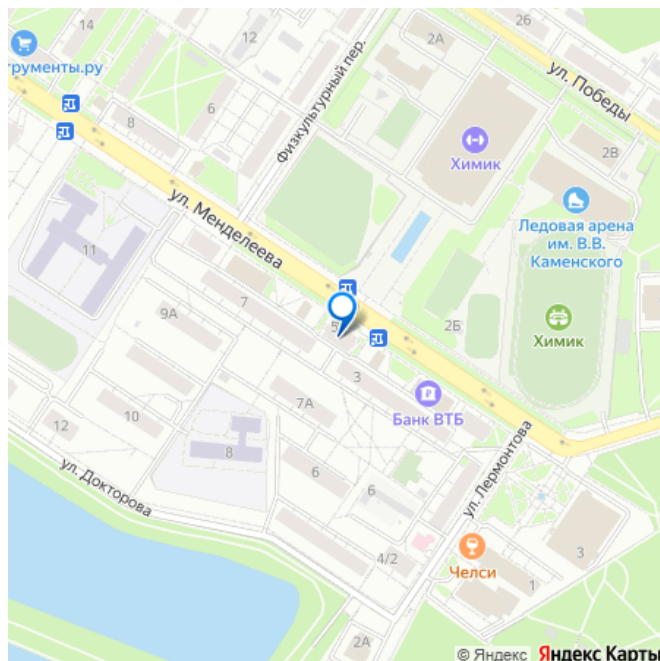 14
12
2А
26
трументы.ру
6
8
Физкультурный пер.
ул. Победы
Химик
2В
Ледовая арена
им. В.В.
Каменского
ул. Менделеева
11
7
9А
5
2Б
Химик
3
7А
Банк ВТБ
10
12
8
6
6
ул. Лермонтова
ул. Докторова
4/2
3
Челси
1
2А
© Яндекс Яндекс Карты